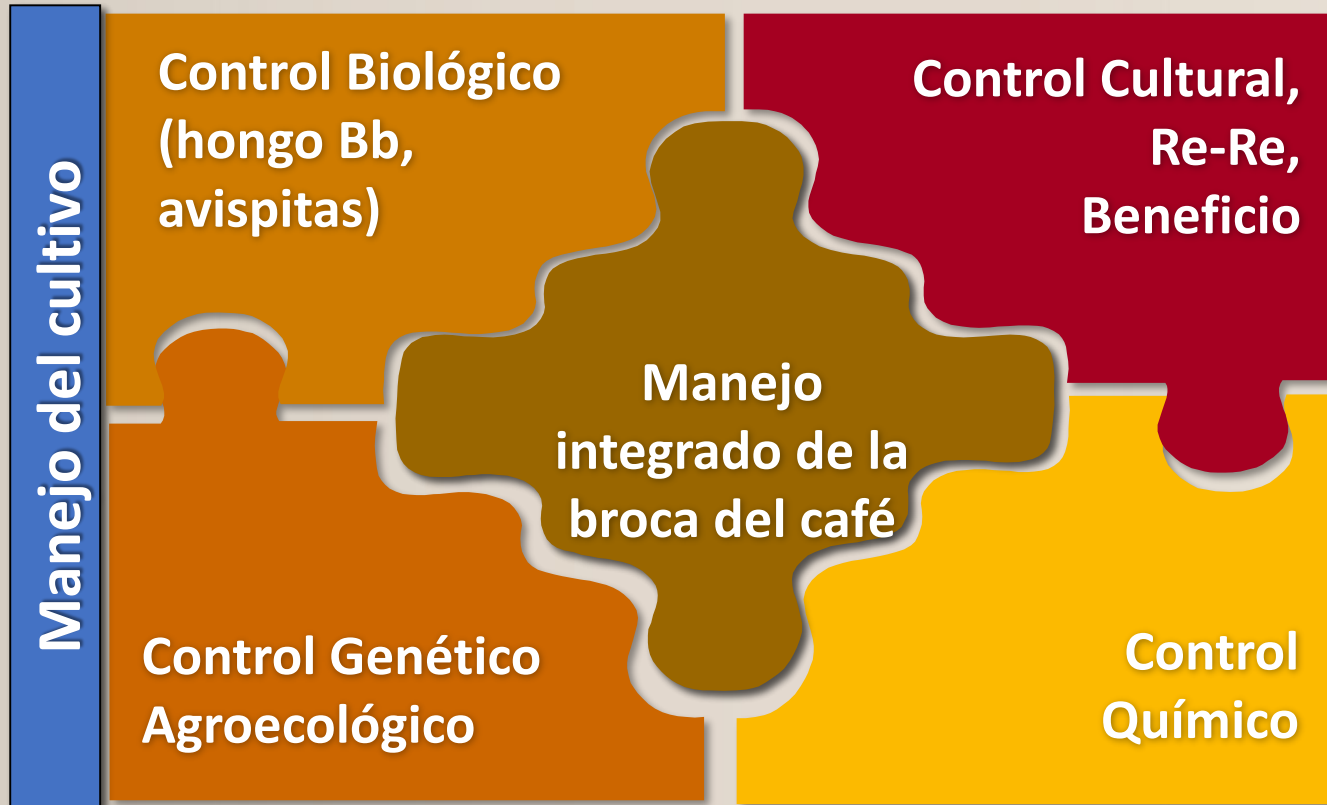 Manejo del cultivo
Control Biológico
(hongo Bb,
avispitas)
Control Cultural,
Re-Re,
Beneficio
Manejo
integrado de la
broca del café
Control Genético
Agroecológico
Control
Químico